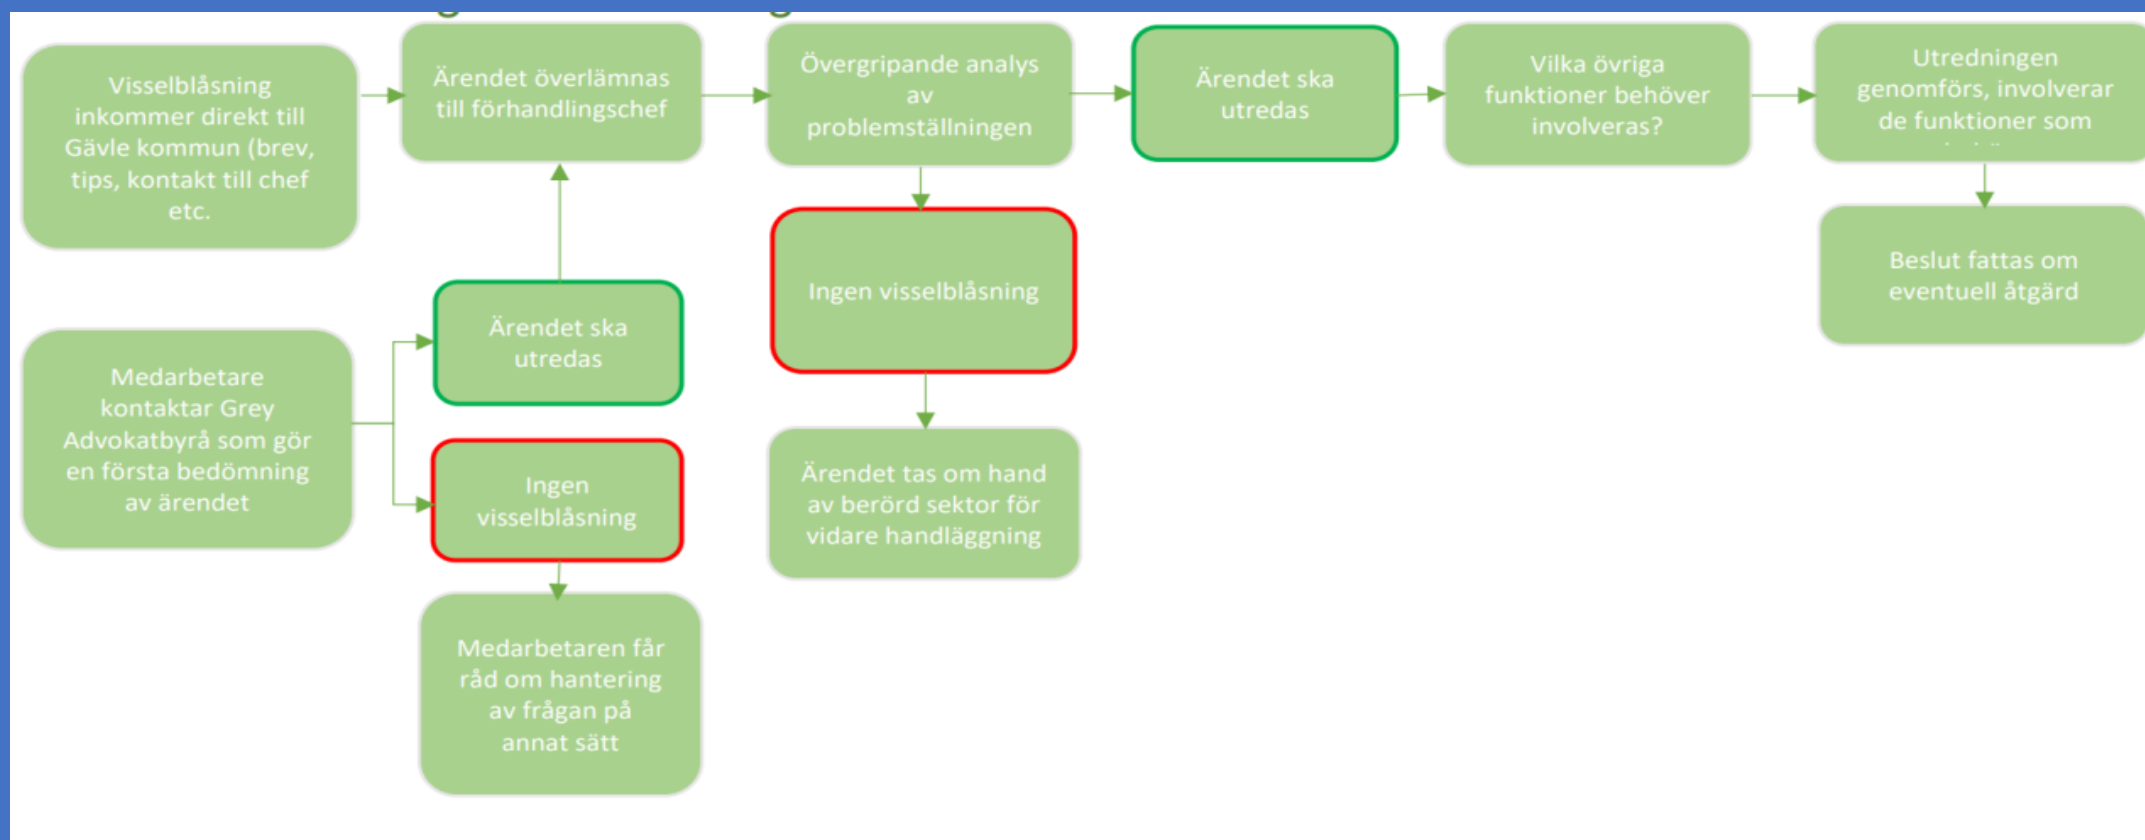 Visselblåsning
inkommer direkt till
Gävle kommun (brev,
tips, kontakt till chef
etc.
Ärendet överlämnas
till förhandlingschef
Övergripande analys
av
problemställningen
Ärendet ska
utredas
Vilka övriga
funktioner behöver
involveras?
Utredningen
genomförs, involverar
de funktioner som
Beslut fattas om
eventuell åtgärd
Ingen visselblåsning
Ärendet tas om hand
av berörd sektor för
vidare handläggning
Medarbetare
kontaktar Grey
Advokatbyrå som gör
en första bedömning
av ärendet
Ärendet ska
utredas
Ingen
visselblåsning
Medarbetaren får
råd om hantering
av frågan på
annat sätt